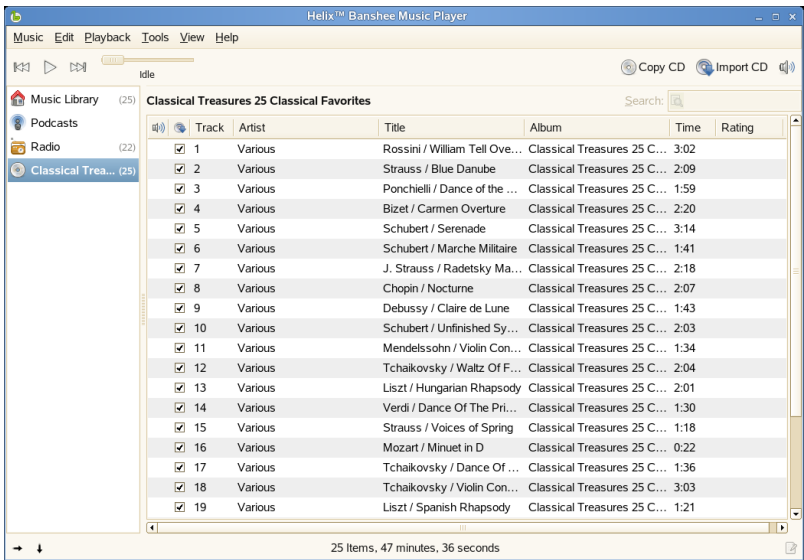 Helix™ Banshee Music Player
Music Edit Playback Tools View Help
Idle
Copy CD Import CD
Music Library (25)
Podcasts
Radio (22)
Classical Trea... (25)
Classical Treasures 25 Classical Favorites Search:
Track Artist Title Album Time Rating
1 Various Rossini / William Tell Ove... Classical Treasures 25 C... 3:02
2 Various Strauss / Blue Danube Classical Treasures 25 C... 2:09
3 Various Ponchielli / Dance of the ... Classical Treasures 25 C... 1:59
4 Various Bizet / Carmen Overture Classical Treasures 25 C... 2:20
5 Various Schubert / Serenade Classical Treasures 25 C... 3:14
6 Various Schubert / Marche Militaire Classical Treasures 25 C... 1:41
7 Various J. Strauss / Radetsky Ma... Classical Treasures 25 C... 2:18
8 Various Chopin / Nocturne Classical Treasures 25 C... 2:07
9 Various Debussy / Claire de Lune Classical Treasures 25 C... 1:43
10 Various Schubert / Unfinished Sy... Classical Treasures 25 C... 2:03
11 Various Mendelssohn / Violin Con... Classical Treasures 25 C... 1:34
12 Various Tchaikovsky / Waltz Of F... Classical Treasures 25 C... 2:04
13 Various Liszt / Hungarian Rhapsody Classical Treasures 25 C... 2:01
14 Various Verdi / Dance Of The Pri... Classical Treasures 25 C... 1:30
15 Various Strauss / Voices of Spring Classical Treasures 25 C... 1:18
16 Various Mozart / Minuet in D Classical Treasures 25 C... 0:22
17 Various Tchaikovsky / Dance Of ... Classical Treasures 25 C... 1:36
18 Various Tchaikovsky / Violin Con... Classical Treasures 25 C... 3:03
19 Various Liszt / Spanish Rhapsody Classical Treasures 25 C... 1:21
25 Items, 47 minutes, 36 seconds